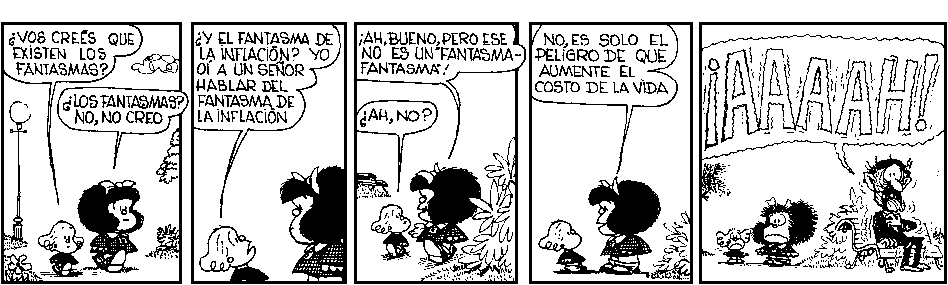 ¿VOS CREÉS QUE
EXISTEN LOS
FANTASMAS?
¿LOS FANTASMAS?
NO, NO CREO
¿Y EL FANTASMA DE
LA INFLACIÓN? YO
OÍ A UN SEÑOR
HABLAR DEL
FANTASMA DE
LA INFLACIÓN
¡AH, BUENO, PERO ESE
NO ES UN "FANTASMA-
FANTASMA"!
¿AH, NO?
NO, ES SOLO EL
PELIGRO DE QUE
AUMENTE EL
COSTO DE LA VIDA
¡AAAAAH!